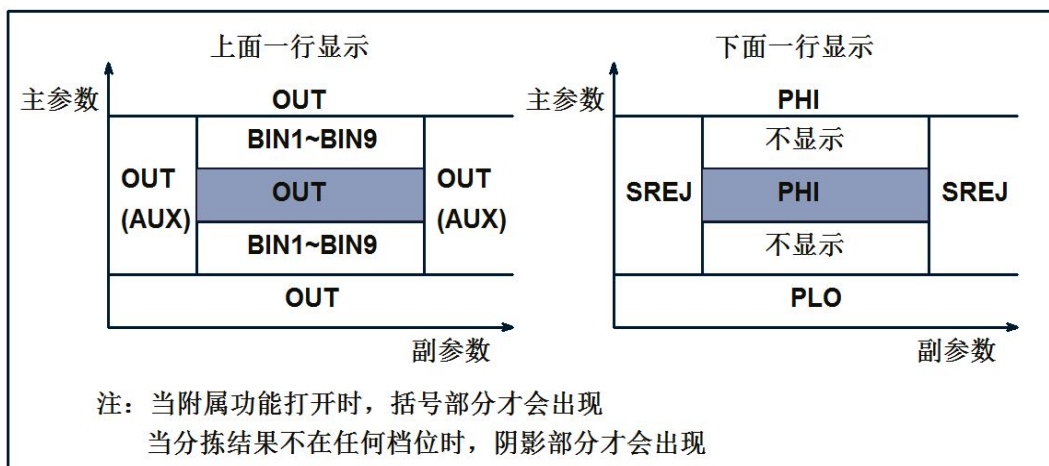 上面一行显示
主参数
OUT
BIN1~BIN9
OUT
(AUX)
OUT
OUT
(AUX)
BIN1~BIN9
OUT
副参数
下面一行显示
主参数
PHI
不显示
SREJ
PHI
SREJ
不显示
PLO
副参数
注：当附属功能打开时，括号部分才会出现
当分拣结果不在任何档位时，阴影部分才会出现